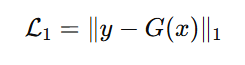 ℒ₁ = ‖y − G(x)‖₁